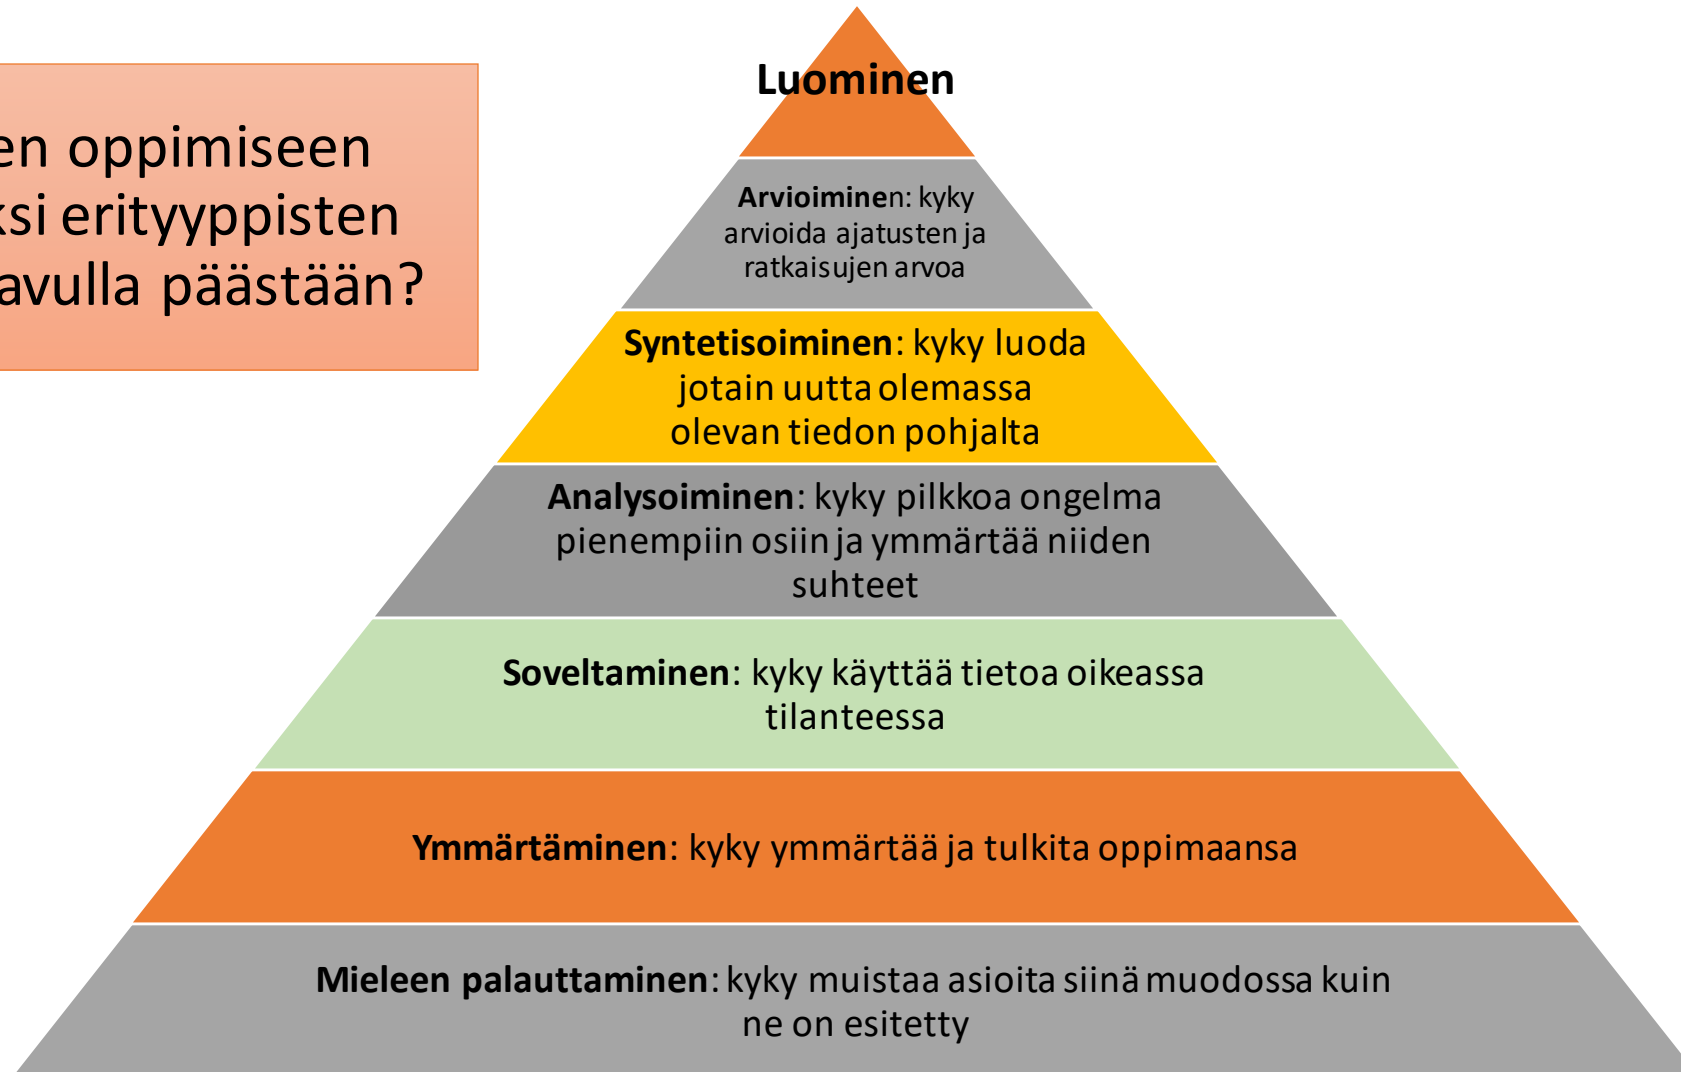 en oppimiseen
ksi erityyppisten
avulla päästään?
Luominen
Arvioiminen: kyky
arvioida ajatusten ja
ratkaisujen arvoa
Syntetisoiminen: kyky luoda
jotain uutta olemassa
olevan tiedon pohjalta
Analysoiminen: kyky pilkkoa ongelma
pienempiin osiin ja ymmärtää niiden
suhteet
Soveltaminen: kyky käyttää tietoa oikeassa
tilanteessa
Ymmärtäminen: kyky ymmärtää ja tulkita oppimaansa
Mieleen palauttaminen: kyky muistaa asioita siinä muodossa kuin
ne on esitetty